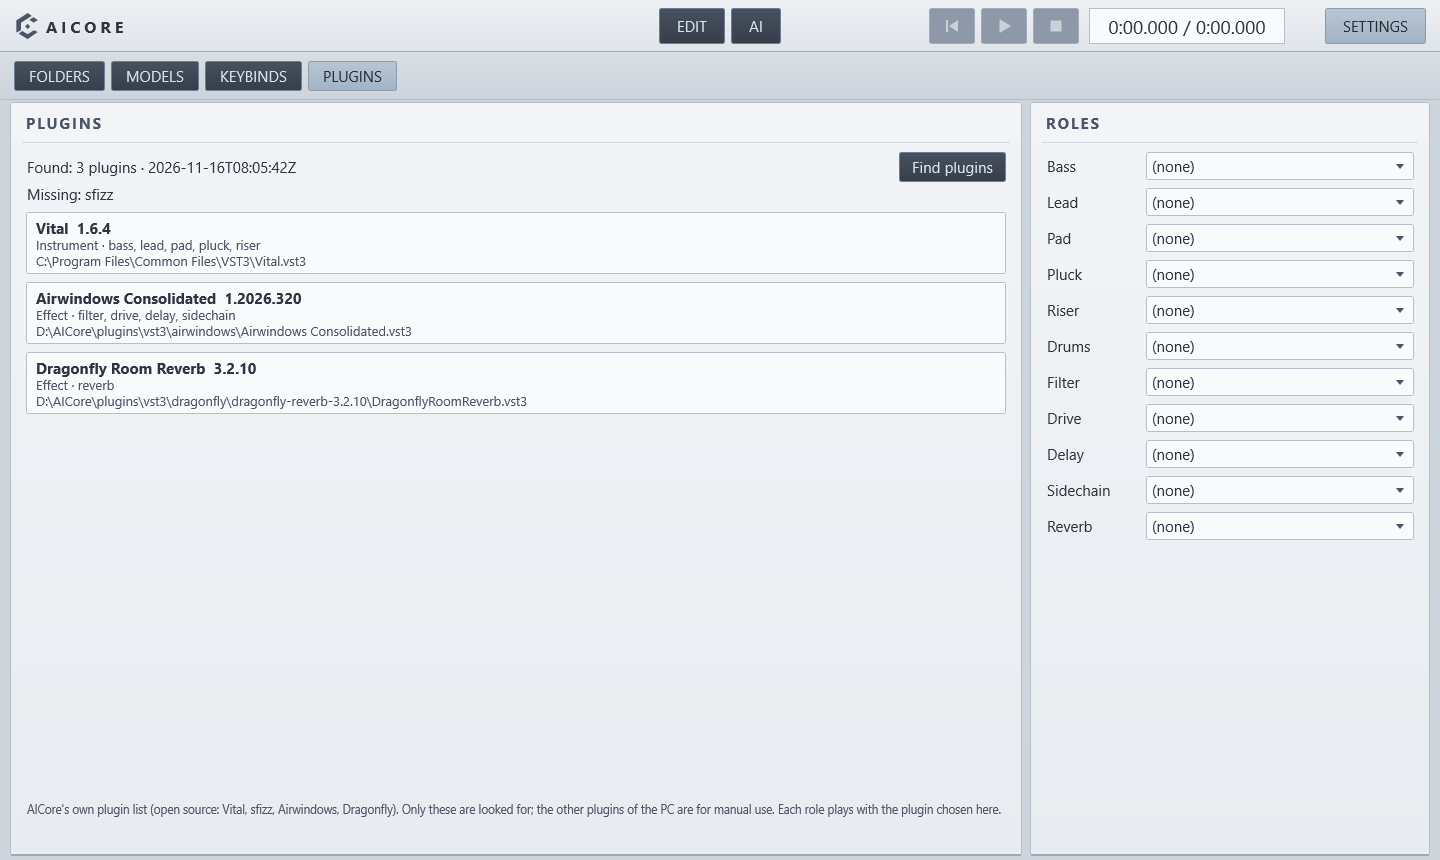 AICORE
EDIT
AI
0:00.000 / 0:00.000
SETTINGS
FOLDERS
MODELS
KEYBINDS
PLUGINS
PLUGINS
Found: 3 plugins · 2026-11-16T08:05:42Z
Find plugins
Missing: sfizz
Vital 1.6.4
Instrument · bass, lead, pad, pluck, riser
C:\Program Files\Common Files\VST3\Vital.vst3
Airwindows Consolidated 1.2026.320
Effect · filter, drive, delay, sidechain
D:\AICore\plugins\vst3\airwindows\Airwindows Consolidated.vst3
Dragonfly Room Reverb 3.2.10
Effect · reverb
D:\AICore\plugins\vst3\dragonfly\dragonfly-reverb-3.2.10\DragonflyRoomReverb.vst3
AICore's own plugin list (open source: Vital, sfizz, Airwindows, Dragonfly). Only these are looked for; the other plugins of the PC are for manual use. Each role plays with the plugin chosen here.
ROLES
Bass (none)
Lead (none)
Pad (none)
Pluck (none)
Riser (none)
Drums (none)
Filter (none)
Drive (none)
Delay (none)
Sidechain (none)
Reverb (none)